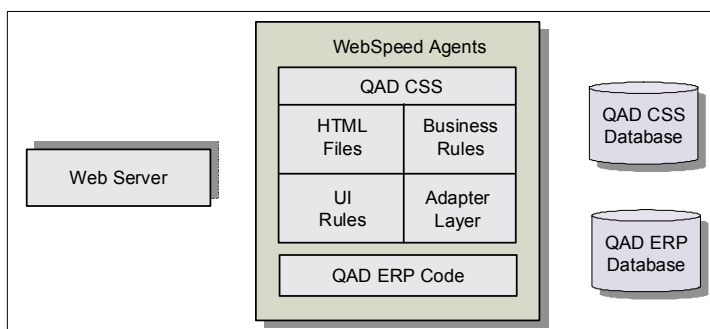 WebSpeed Agents
QAD CSS
HTML
Files
Business
Rules
UI
Rules
Adapter
Layer
QAD ERP Code
Web Server
QAD CSS
Database
QAD ERP
Database